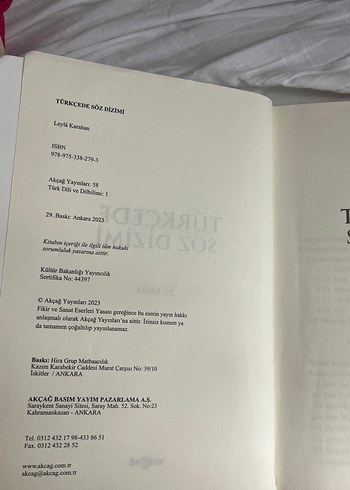 TÜRKÇEDE SÖZ DİZİMİ
Leylâ Karahan
ISBN
978-975-338-279-3
Akçağ Yayınları: 58
Türk Dili ve Dilbilimi: 1
29. Baskı: Ankara 2023
Kitabın içeriği ile ilgili tüm hukuki
sorumluluk yazarına aittir.
Kültür Bakanlığı Yayıncılık
Sertifika No: 44397
© Akçağ Yayınları 2023
Fikir ve Sanat Eserleri Yasası gereğince bu eserin yayın hakkı
anlaşmalı olarak Akçağ Yayınları'na aittir. İzinsiz kısmen ya
da tamamen çoğaltılıp yayınlanamaz.
Baskı: Hira Grup Matbaacılık
Kazım Karabekir Caddesi Murat Çarşısı No: 39/10
İskitler / ANKARA
AKÇAĞ BASIM YAYIM PAZARLAMA A.Ş.
Saraykent Sanayi Sitesi, Saray Mah. 52. Sok. No:23
Kahramankazan - ANKARA
Tel. 0312 432 17 98-433 86 51
Fax. 0312 432 28 52
www.akcag.com.tr
akcag@akcag.com.tr
TÜRKÇEDE
SÖZ DİZİMİ
T
S